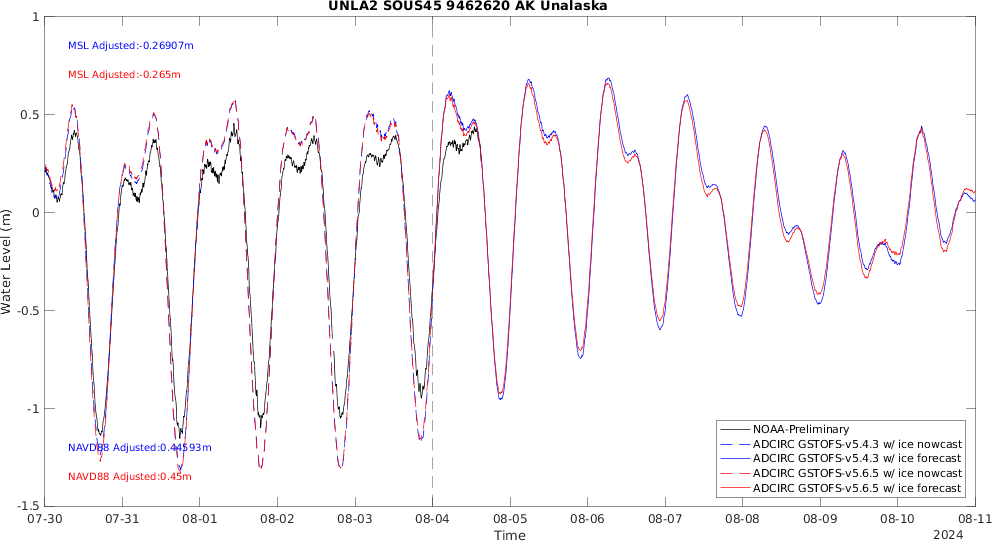 UNLA2 SOUS45 9462620 AK Unalaska
MSL Adjusted:-0.26907m
MSL Adjusted:-0.265m
NAVD88 Adjusted:0.44593m
NAVD88 Adjusted:0.45m
Water Level (m)
1
0.5
0
-0.5
-1
-1.5
NOAA-Preliminary
ADCIRC GSTOFS-v5.4.3 w/ ice nowcast
ADCIRC GSTOFS-v5.4.3 w/ ice forecast
ADCIRC GSTOFS-v5.6.5 w/ ice nowcast
ADCIRC GSTOFS-v5.6.5 w/ ice forecast
07-30 07-31 08-01 08-02 08-03 08-04 08-05 08-06 08-07 08-08 08-09 08-10 08-11
Time
2024